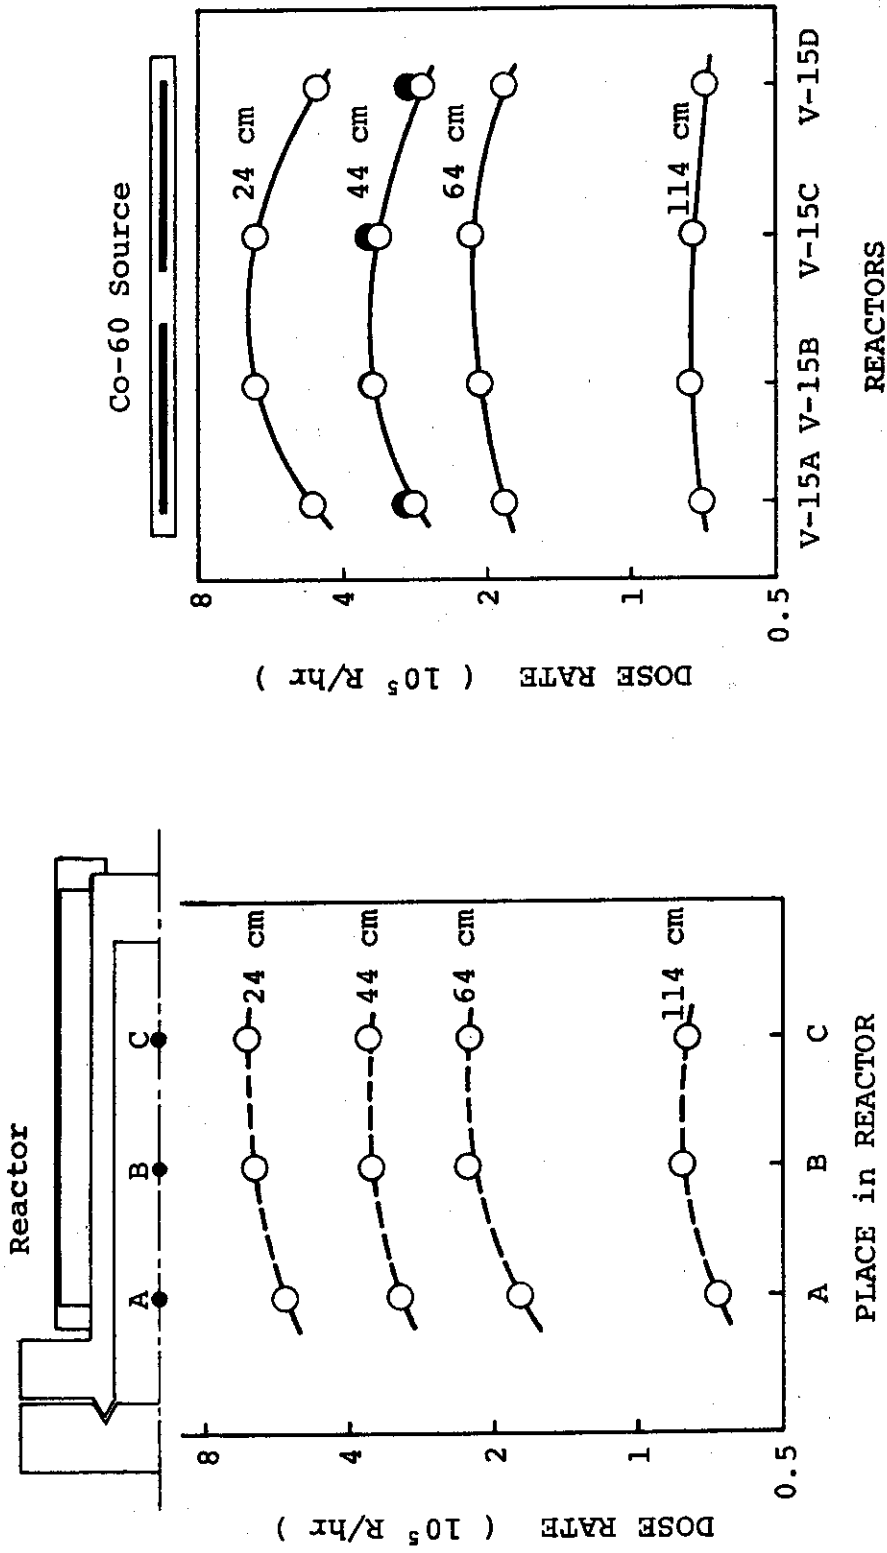 Reactor
A B C
24 cm
44 cm
64 cm
114 cm
8
4
2
1
0.5
DOSE RATE ( 10⁵ R/hr )
A B C
PLACE in REACTOR
Co-60 Source
24 cm
44 cm
64 cm
114 cm
8
4
2
1
0.5
DOSE RATE ( 10⁵ R/hr )
V-15A V-15B V-15C V-15D
REACTORS